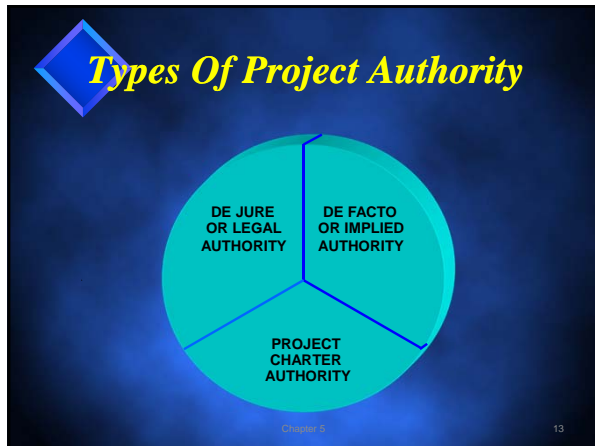 Types Of Project Authority
DE JURE
OR LEGAL
AUTHORITY
DE FACTO
OR IMPLIED
AUTHORITY
PROJECT
CHARTER
AUTHORITY
Chapter 5
13